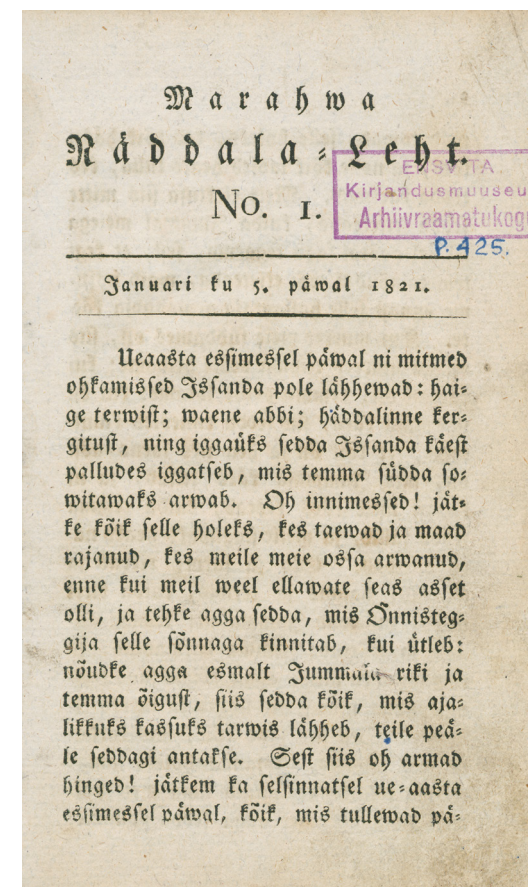 Marahwa
Näddala-Leht.
No. 1.
ENSV TA
Kirjandusmuuseu
Arhiivraamatukog
P. 425.
Januari ku 5. päwal 1821.
Ueaasta essimessel päwal ni mitmed
ohkamissed Issanda pole lähhewad: hai-
ge terwist; waene abbi; häddalinne ker-
gitust, ning iggaüks sedda Issanda käest
palludes iggatseb, mis temma südda so-
witawaks arwab. Oh innimessed! jät-
ke kõik selle holeks, kes taewad ja maad
rajanud, kes meile meie ossa arwanud,
enne kui meil weel ellawate seas asset
olli, ja tehke agga sedda, mis Õnnisteg-
gija selle sõnnaga kinnitab, kui ütleb:
nõudke agga esmalt Jummala riki ja
temma õigust, siis sedda kõik, mis aja-
likkuks kassuks tarwis lähheb, teile peä-
le seddagi antakse. Sest siis oh armad
hinged! jätkem ka selsinnatsel ue-aasta
essimessel päwal, kõik, mis tullewad pä-